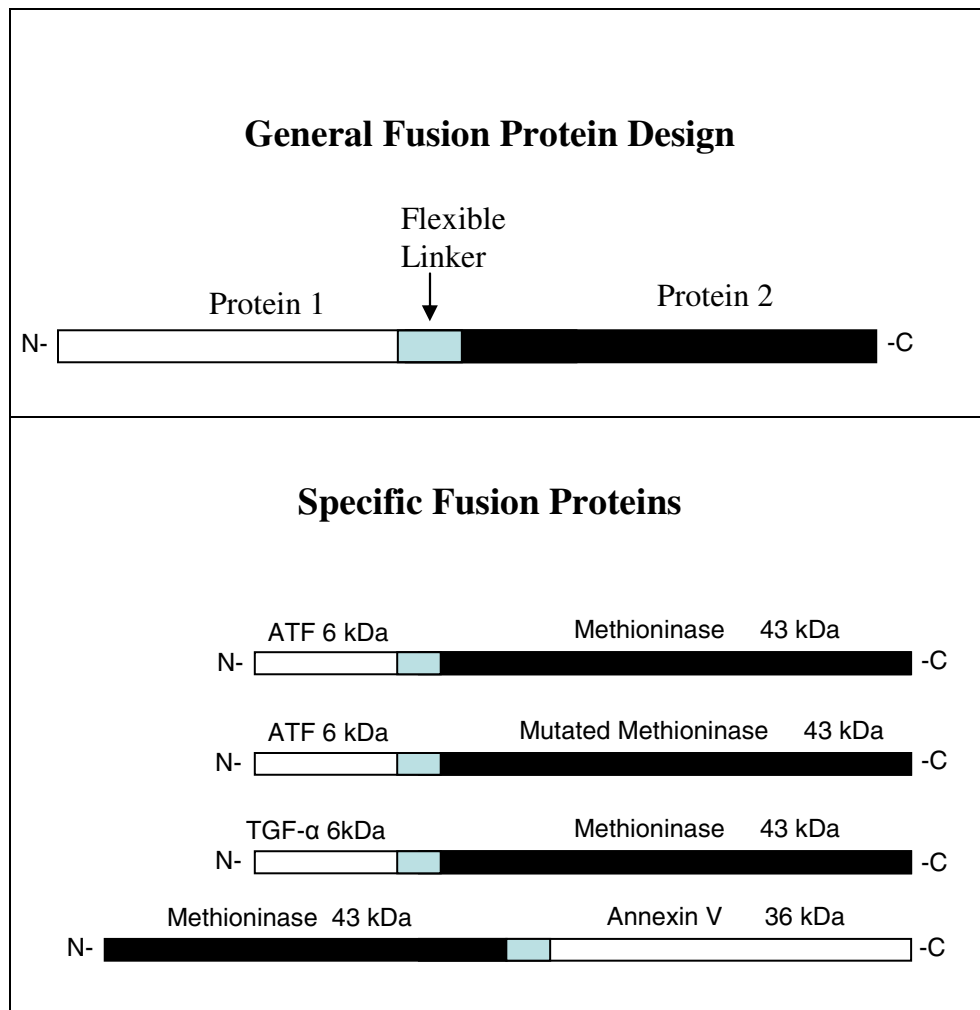 General Fusion Protein Design
Flexible
Linker
Protein 1
Protein 2
N-
-C
Specific Fusion Proteins
ATF 6 kDa
Methioninase 43 kDa
N-
-C
ATF 6 kDa
Mutated Methioninase 43 kDa
N-
-C
TGF-α 6kDa
Methioninase 43 kDa
N-
-C
Methioninase 43 kDa
Annexin V 36 kDa
N-
-C